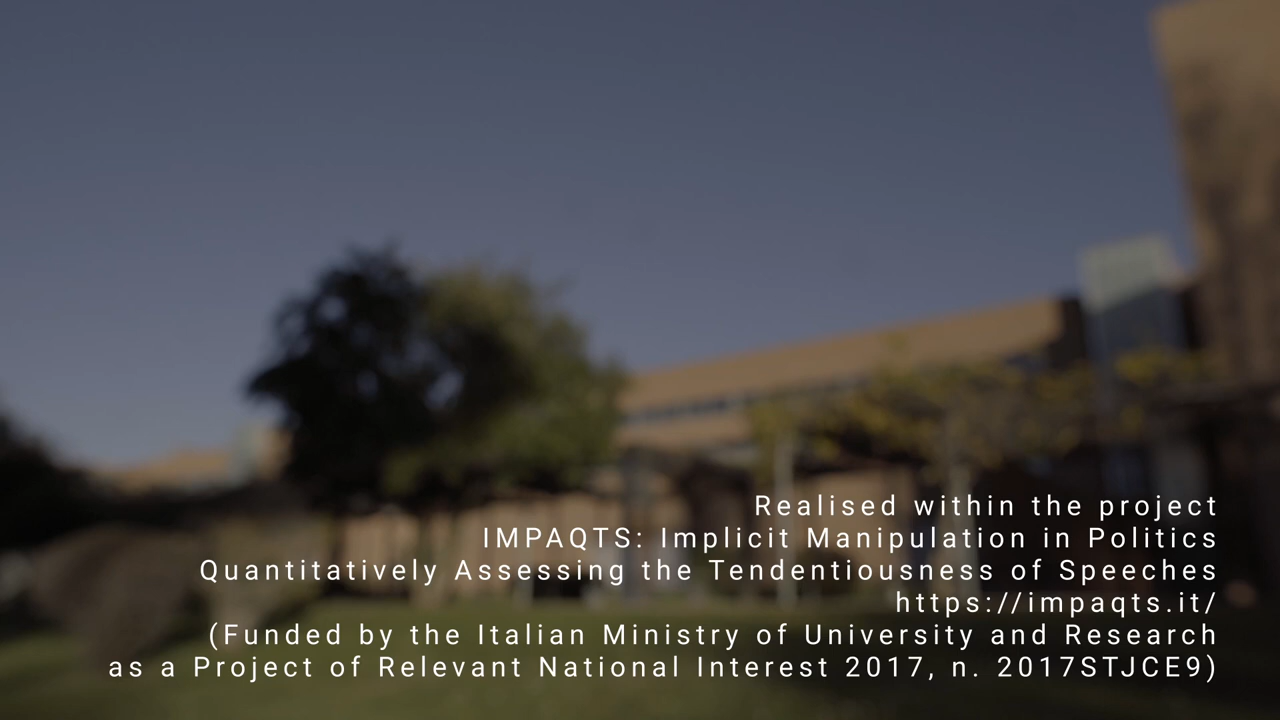 Realised within the project
IMPAQTS: Implicit Manipulation in Politics
Quantitatively Assessing the Tendentiousness of Speeches
https://impaqts.it/
(Funded by the Italian Ministry of University and Research
as a Project of Relevant National Interest 2017, n. 2017STJCE9)